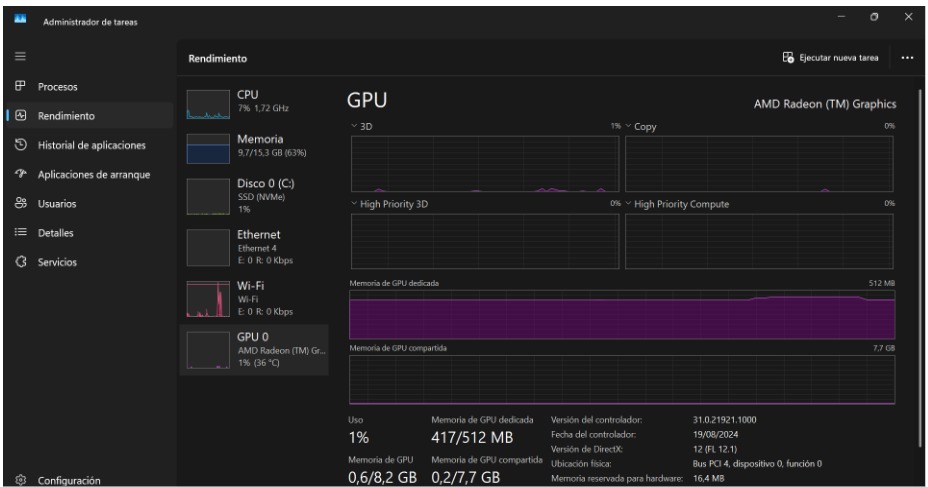 Administrador de tareas
Rendimiento
Ejecutar nueva tarea
Procesos
Rendimiento
Historial de aplicaciones
Aplicaciones de arranque
Usuarios
Detalles
Servicios
Configuración
CPU
7% 1,72 GHz
Memoria
9,7/15,3 GB (63%)
Disco 0 (C:)
SSD (NVMe)
1%
Ethernet
Ethernet 4
E: 0 R: 0 Kbps
Wi-Fi
Wi-Fi
E: 0 R: 0 Kbps
GPU 0
AMD Radeon (TM) Gr...
1% (36 °C)
GPU
AMD Radeon (TM) Graphics
3D 1%
Copy 0%
High Priority 3D 0%
High Priority Compute 0%
Memoria de GPU dedicada 512 MB
Memoria de GPU compartida 7,7 GB
Uso
1%
Memoria de GPU dedicada
417/512 MB
Memoria de GPU
0,6/8,2 GB
Memoria de GPU compartida
0,2/7,7 GB
Versión del controlador: 31.0.21921.1000
Fecha del controlador: 19/08/2024
Versión de DirectX: 12 (FL 12.1)
Ubicación física: Bus PCI 4, dispositivo 0, función 0
Memoria reservada para hardware: 16,4 MB